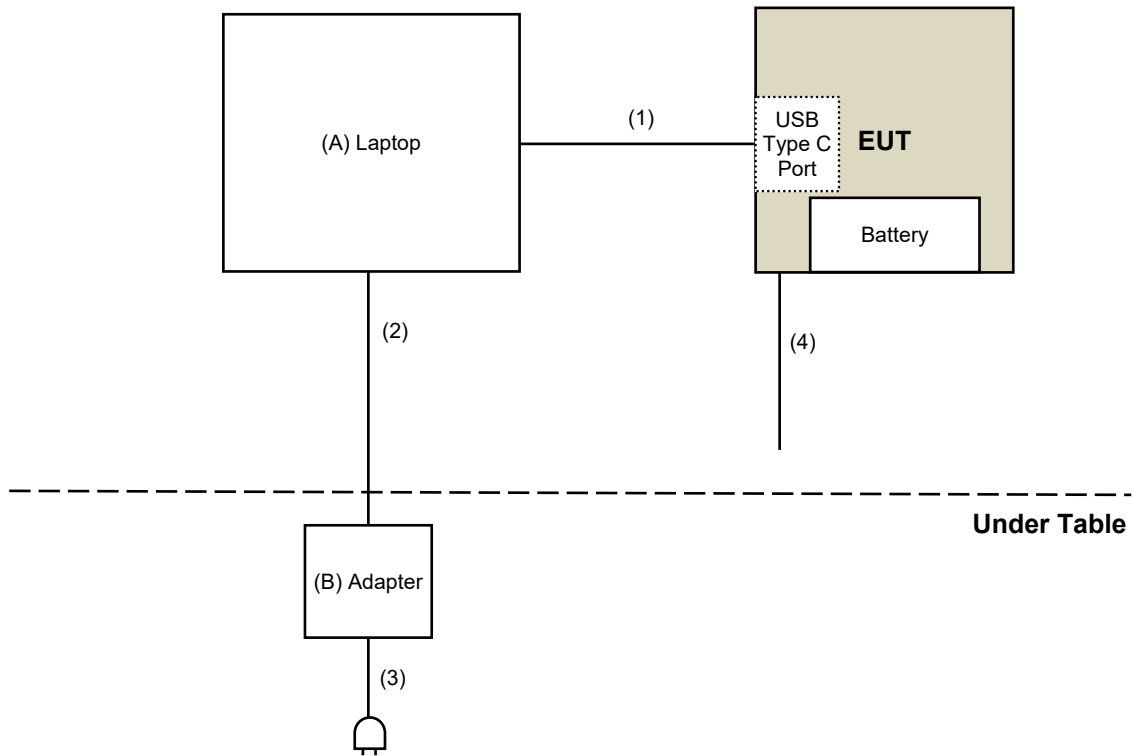 (A) Laptop
(1)
USB
Type C
Port
EUT
Battery
(2)
(4)
Under Table
(B) Adapter
(3)